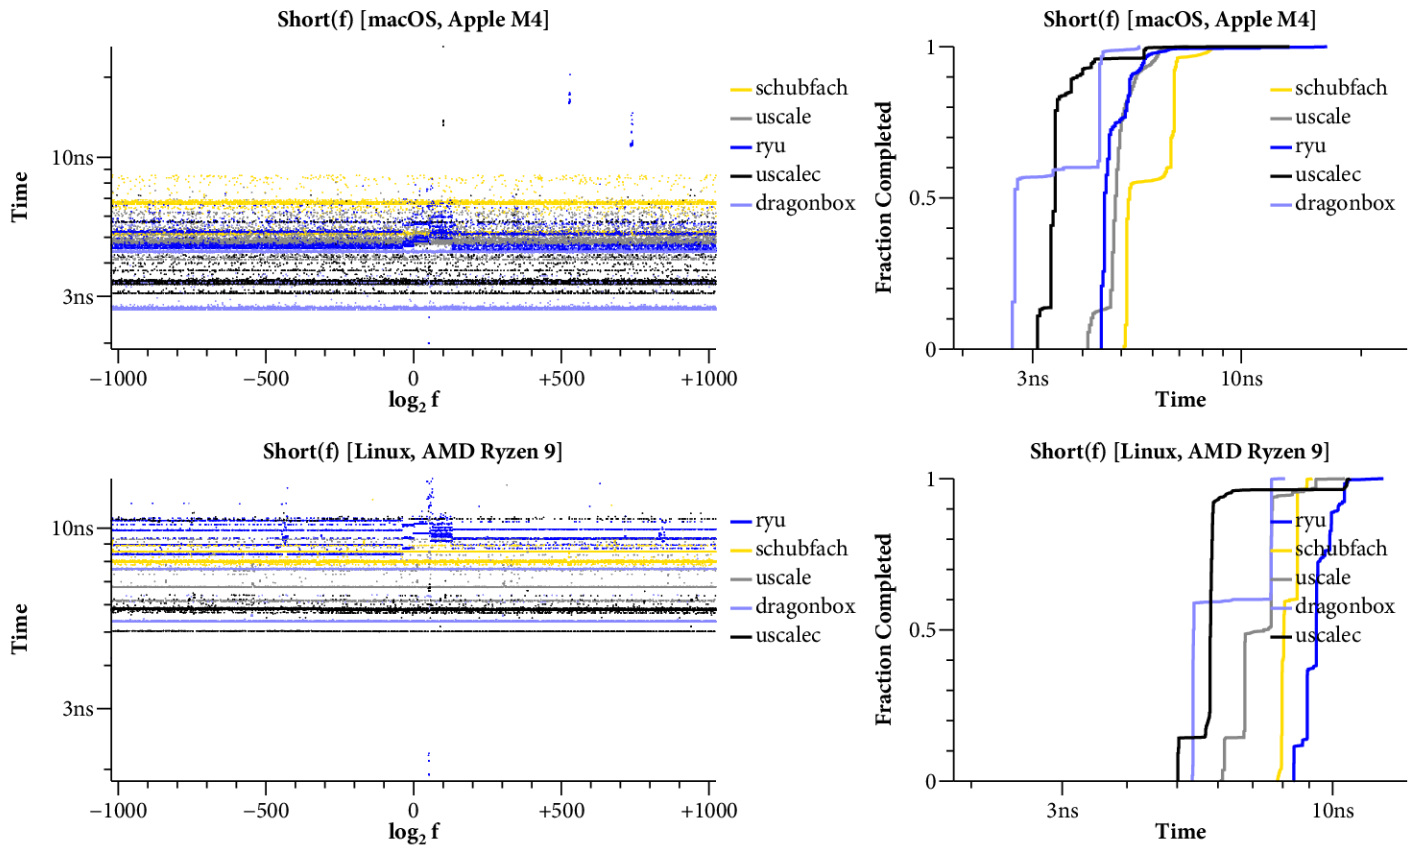 Short(f) [macOS, Apple M4]
Time
10ns
3ns
−1000
−500
0
+500
+1000
log₂ f
schubfach
uscale
ryu
uscalec
dragonbox
Short(f) [macOS, Apple M4]
Fraction Completed
1
0.5
0
3ns
10ns
Time
schubfach
uscale
ryu
uscalec
dragonbox
Short(f) [Linux, AMD Ryzen 9]
Time
10ns
3ns
−1000
−500
0
+500
+1000
log₂ f
ryu
schubfach
uscale
dragonbox
uscalec
Short(f) [Linux, AMD Ryzen 9]
Fraction Completed
1
0.5
0
3ns
10ns
Time
ryu
schubfach
uscale
dragonbox
uscalec